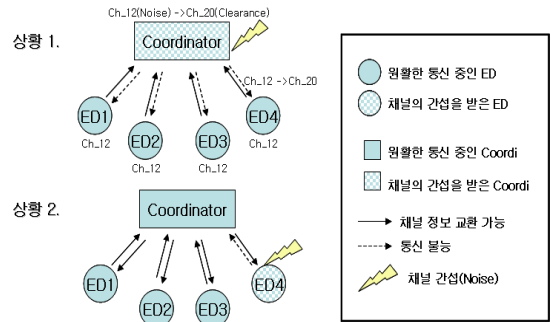 Ch_12(Noise) ->Ch_20(Clearance)
상황 1.
Coordinator
Ch_12 ->Ch_20
ED1
ED2
ED3
ED4
Ch_12
Ch_12
Ch_12
Ch_12
상황 2.
Coordinator
ED1
ED2
ED3
ED4
원활한 통신 중인 ED
채널의 간섭을 받은 ED
원활한 통신 중인 Coordi
채널의 간섭을 받은 Coordi
채널 정보 교환 가능
통신 불능
채널 간섭(Noise)